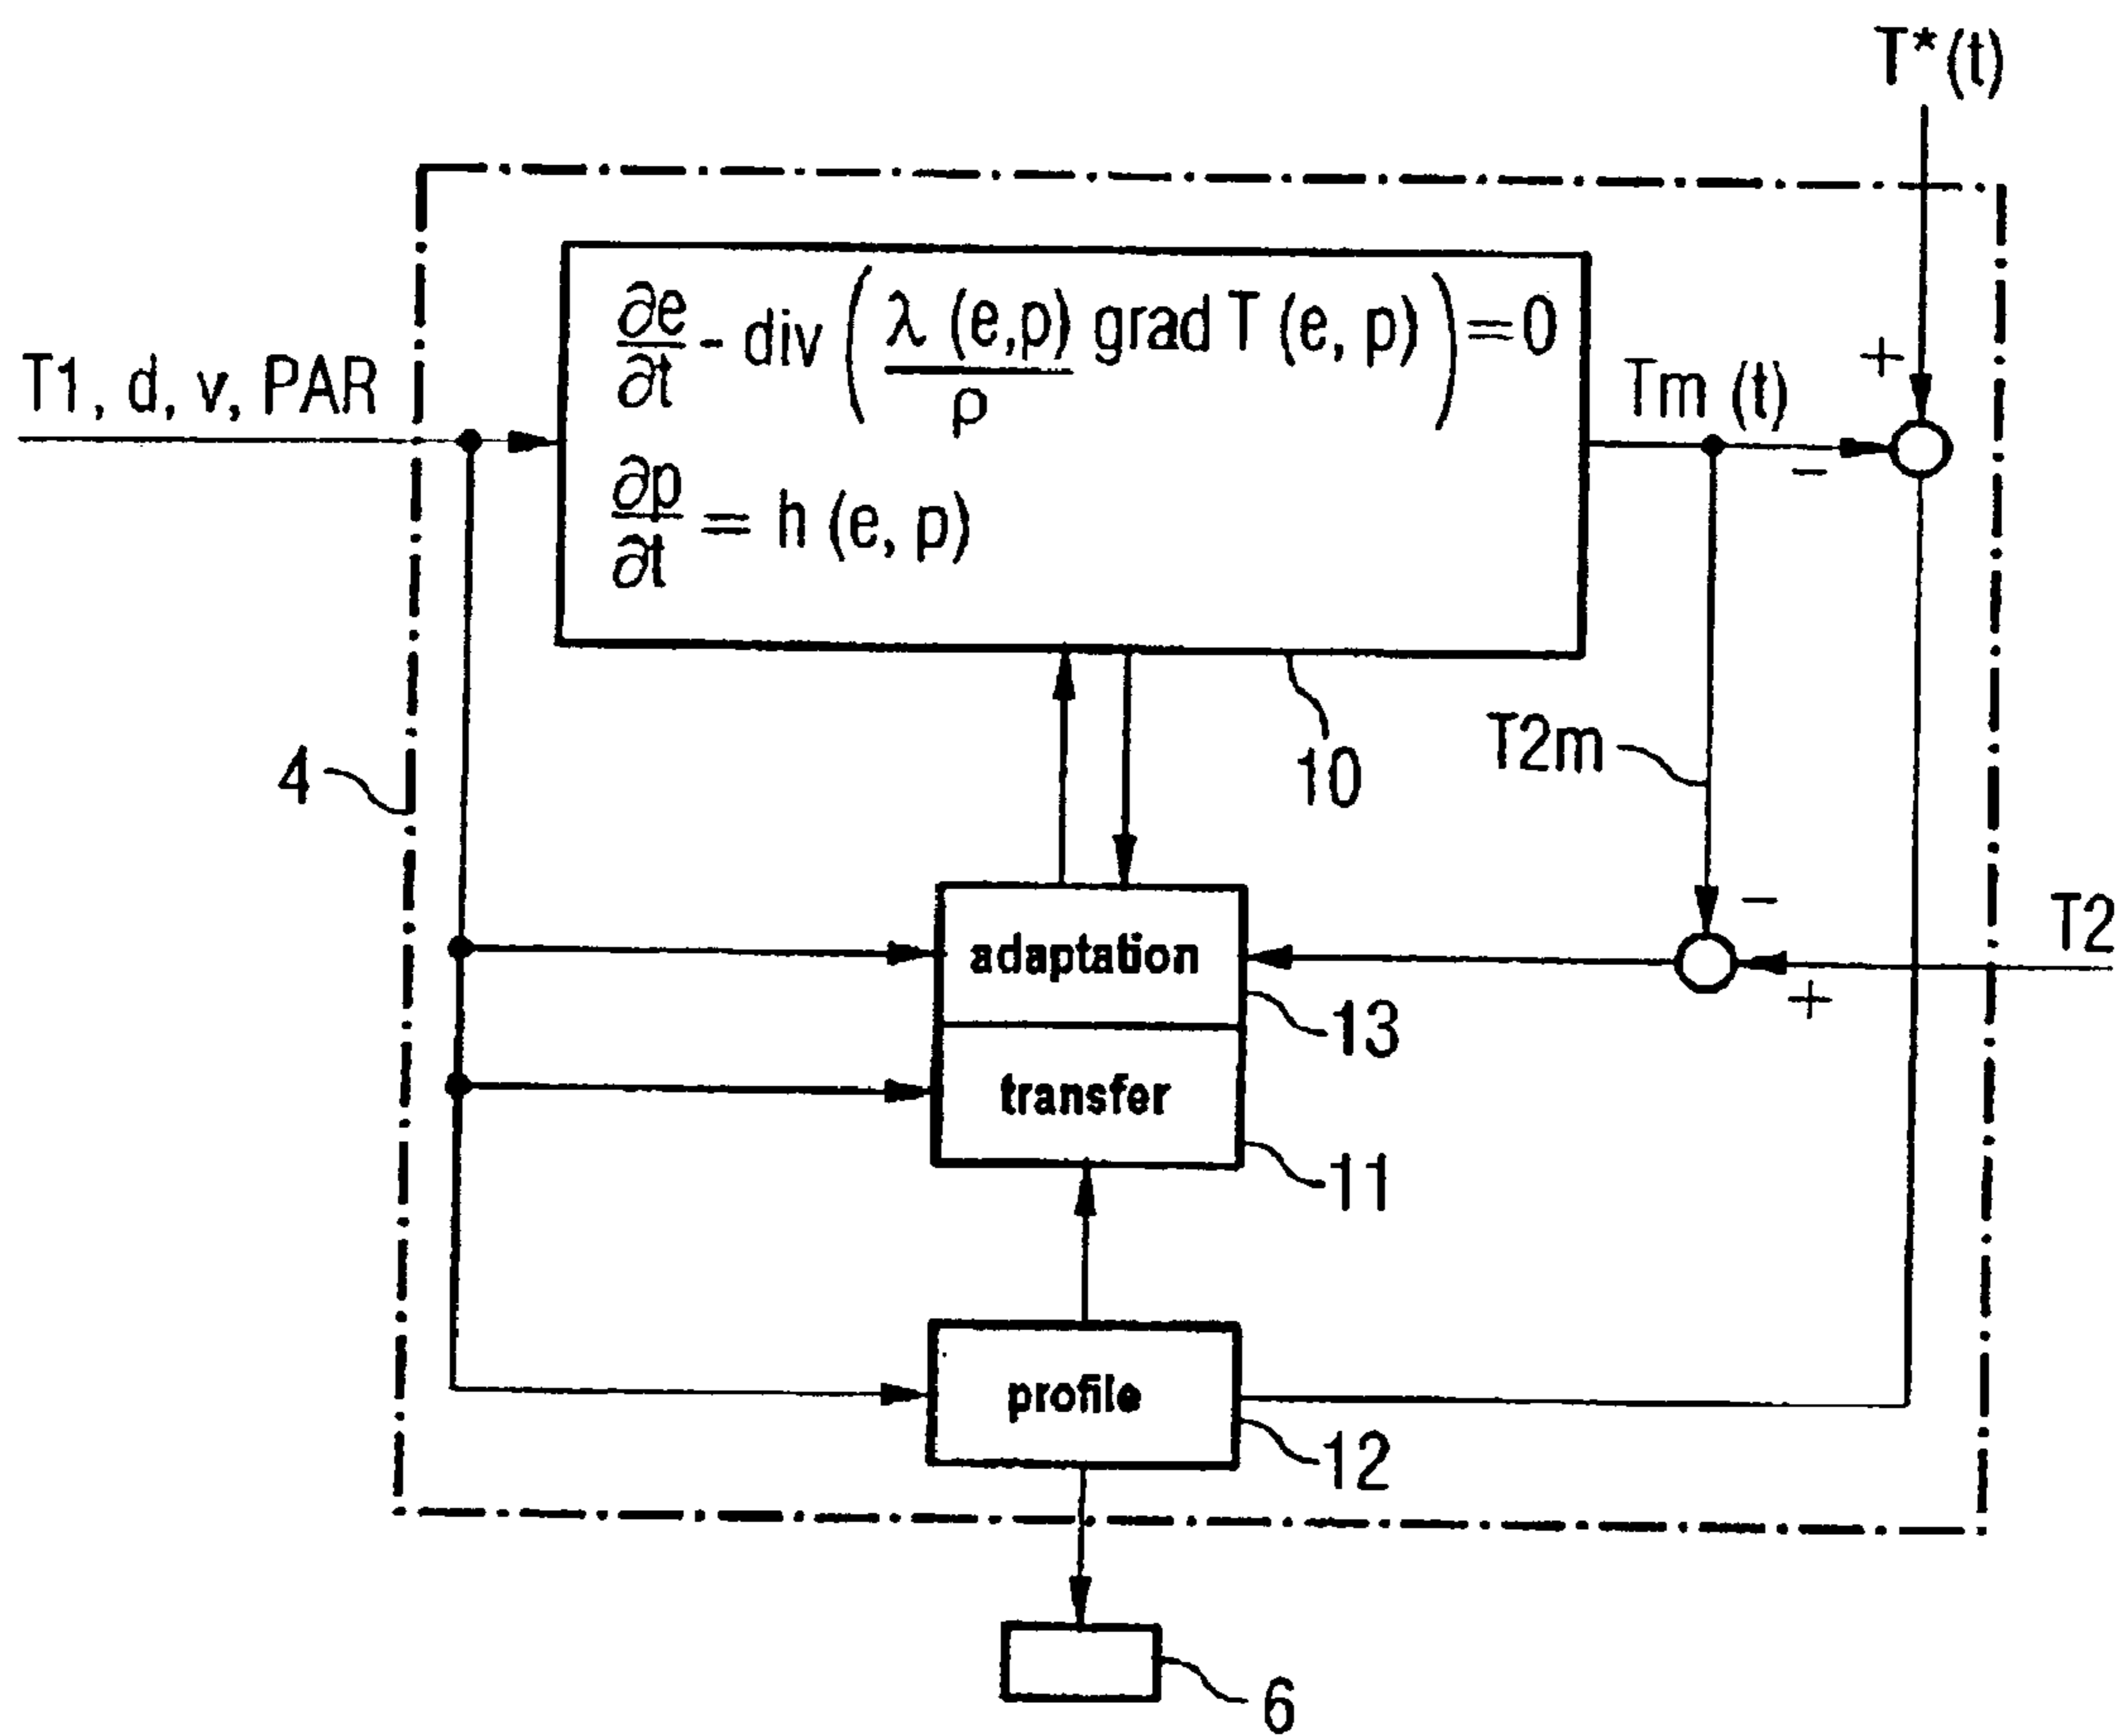 T*(t)
∂e/∂t - div (λ (e,p)/ρ grad T (e, p)) = 0
T1, d, v, PAR
+
Tm (t)
−
∂p/∂t = h (e, p)
4
10
T2m
−
T2
adaptation
+
13
transfer
11
profile
12
6